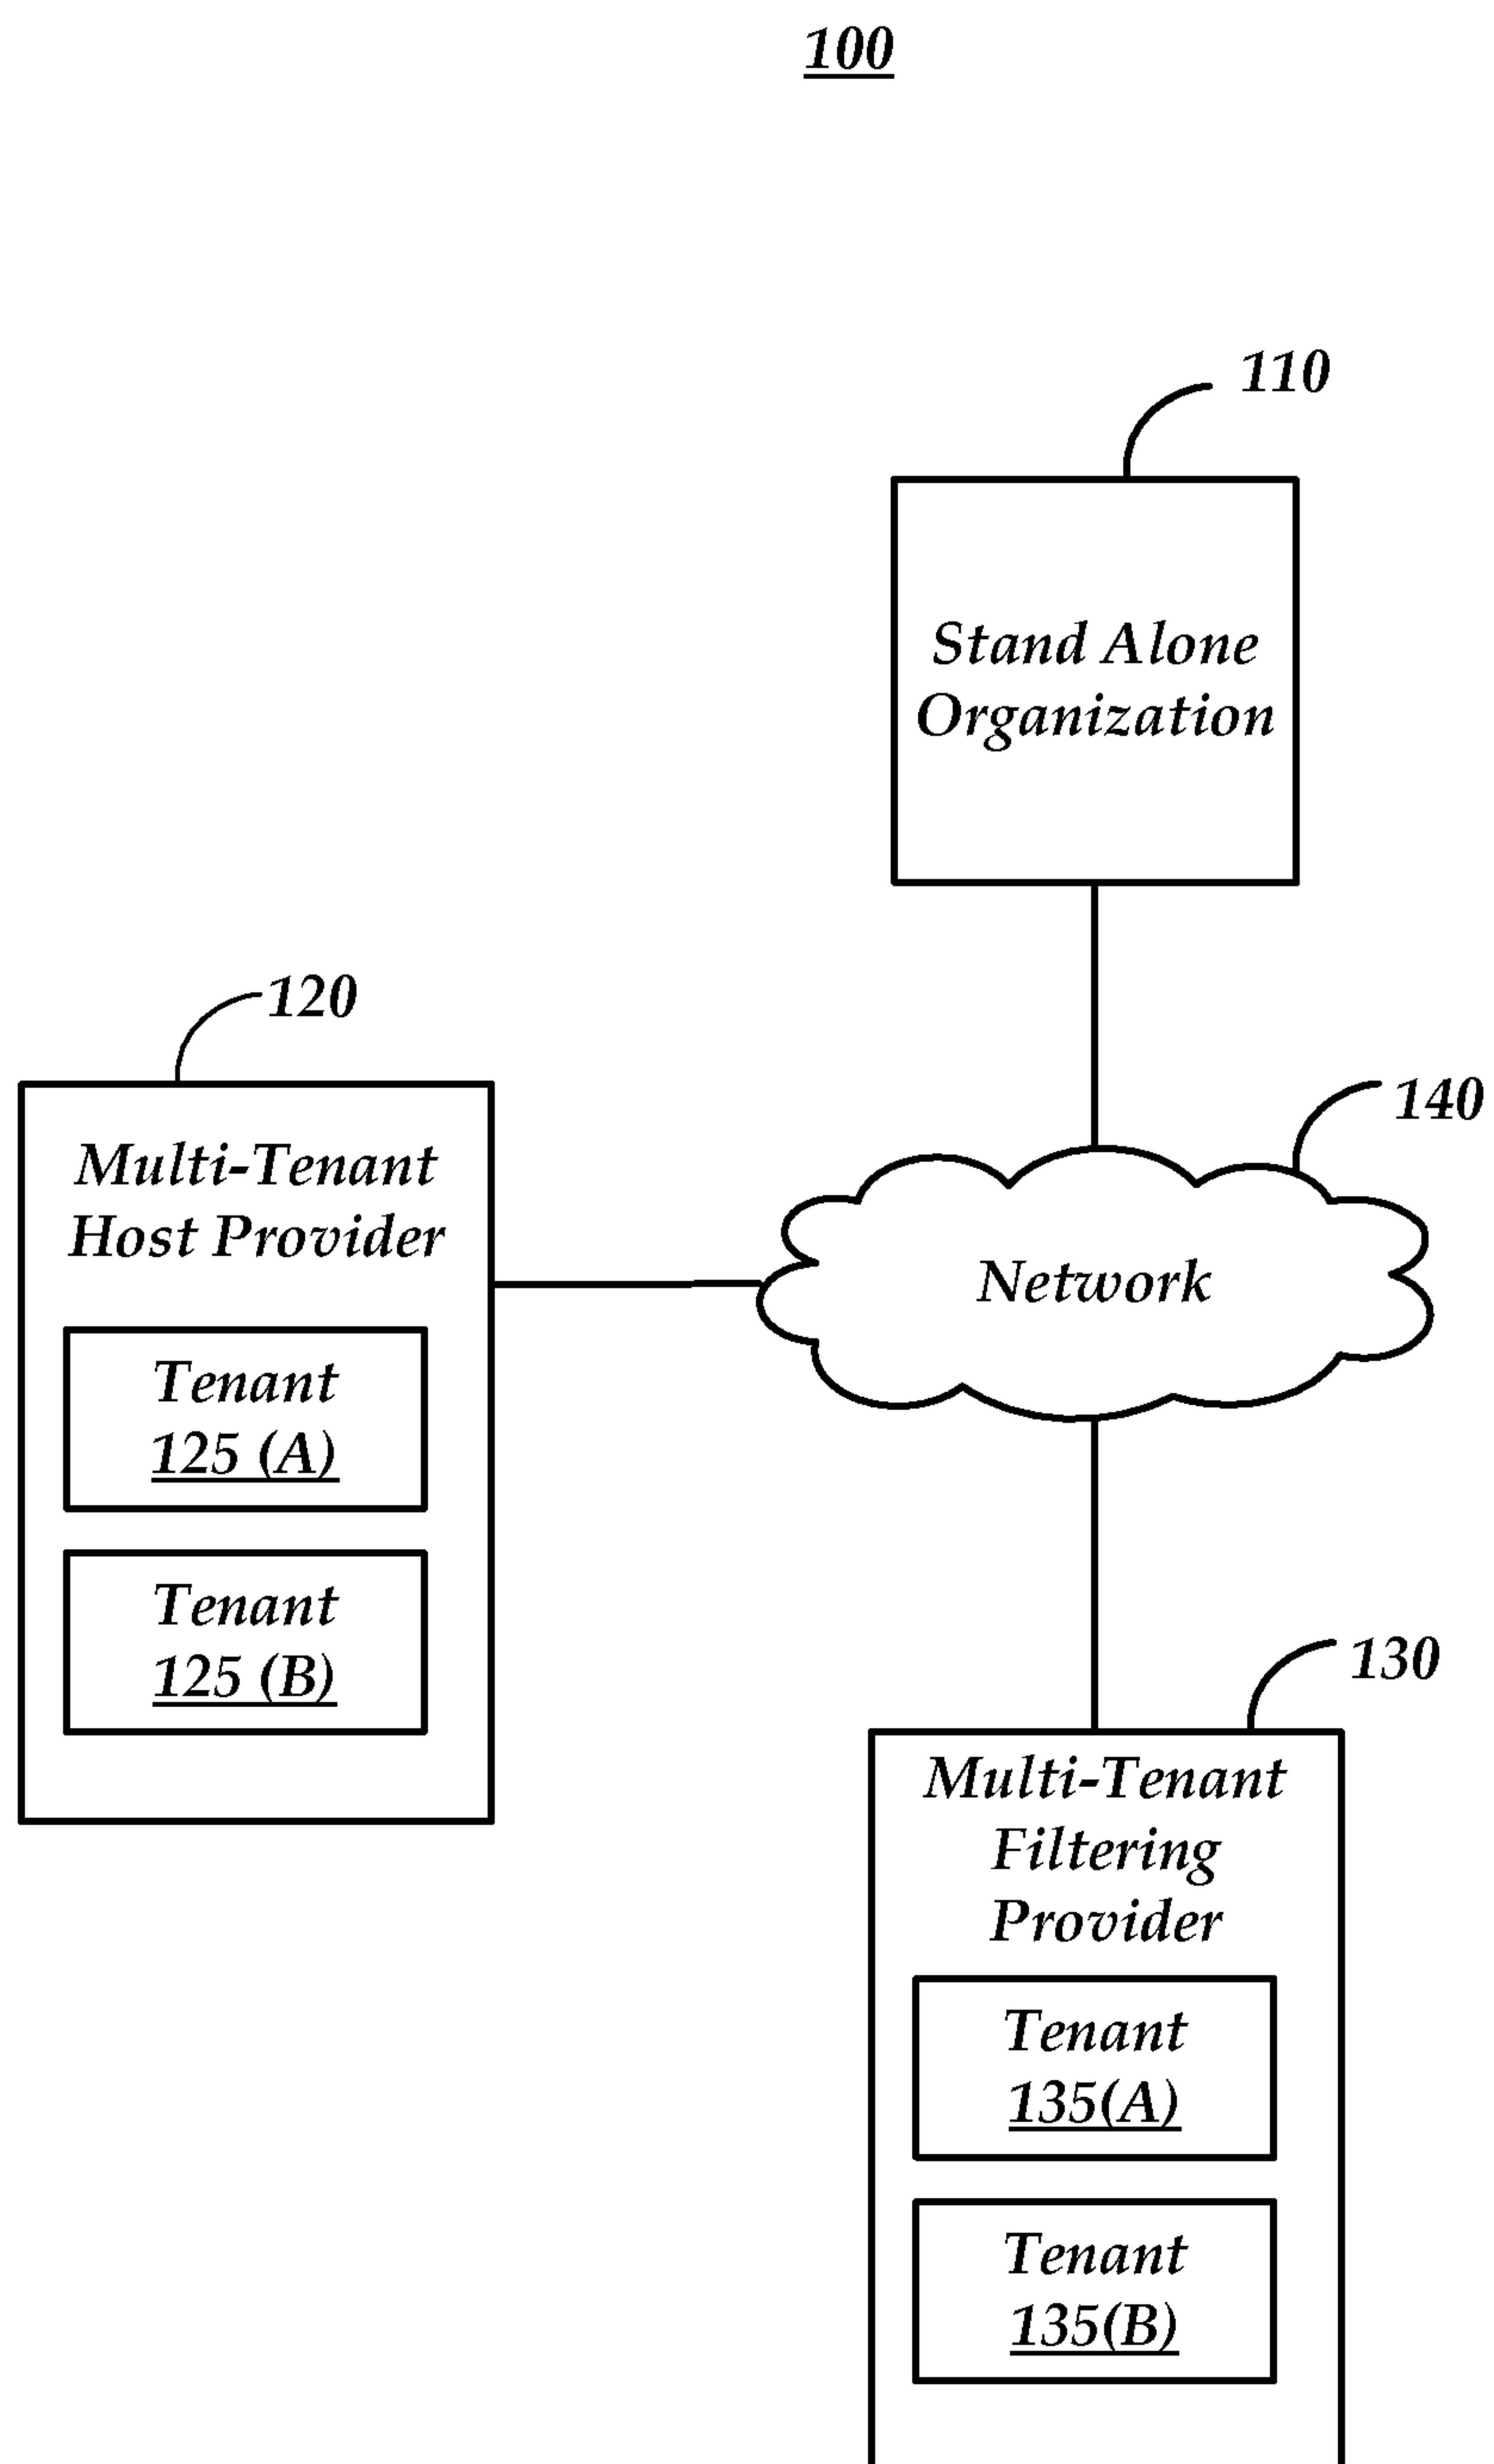 100
110
Stand Alone
Organization
120
140
Multi-Tenant
Host Provider
Network
Tenant
125 (A)
Tenant
125 (B)
130
Multi-Tenant
Filtering
Provider
Tenant
135(A)
Tenant
135(B)